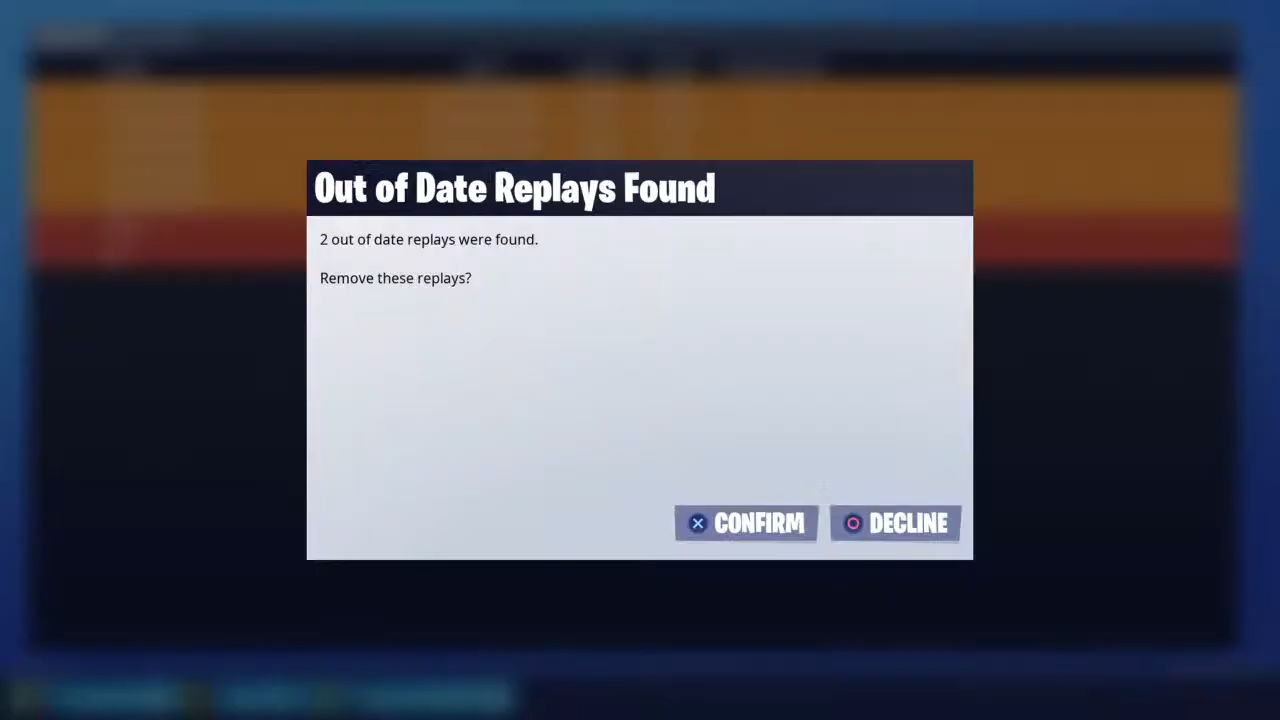 Out of Date Replays Found
2 out of date replays were found.
Remove these replays?
CONFIRM DECLINE